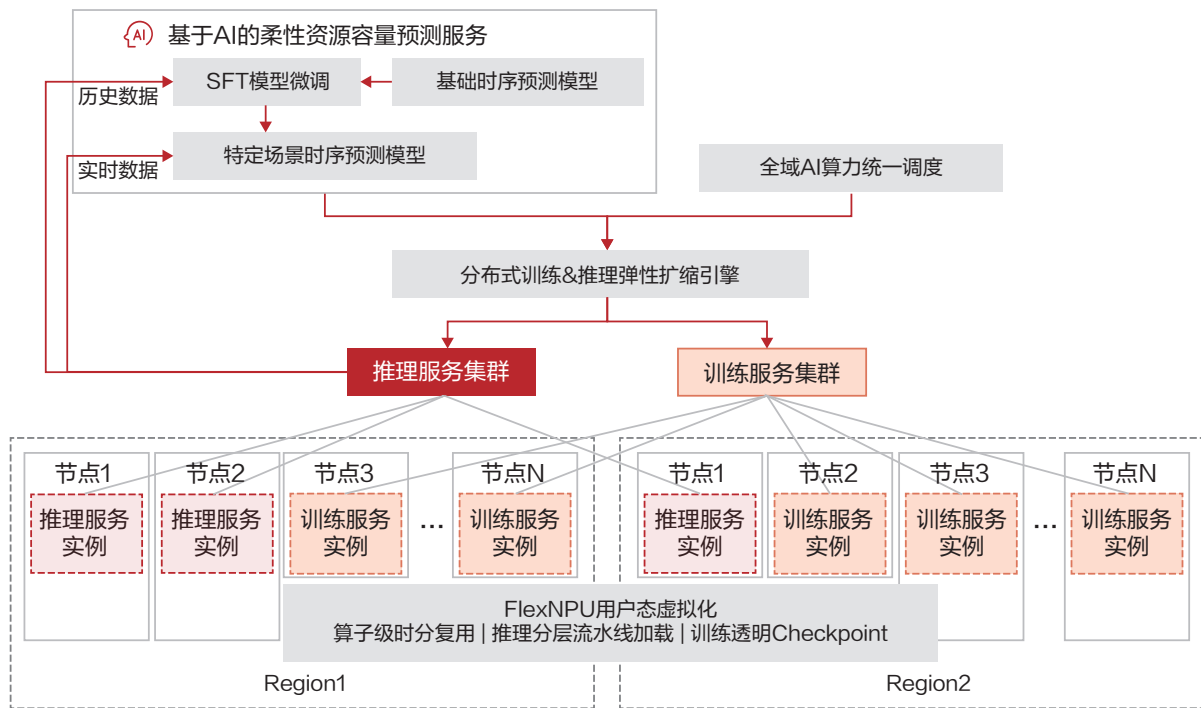 AI
基于AI的柔性资源容量预测服务
SFT模型微调
基础时序预测模型
历史数据
特定场景时序预测模型
实时数据
全域AI算力统一调度
分布式训练&推理弹性扩缩引擎
推理服务集群
训练服务集群
节点1
节点2
节点3
节点N
节点1
节点2
节点3
节点N
推理服务
实例
推理服务
实例
训练服务
实例
...
训练服务
实例
推理服务
实例
训练服务
实例
训练服务
实例
...
训练服务
实例
FlexNPU用户态虚拟化
算子级时分复用 | 推理分层流水线加载 | 训练透明Checkpoint
Region1
Region2